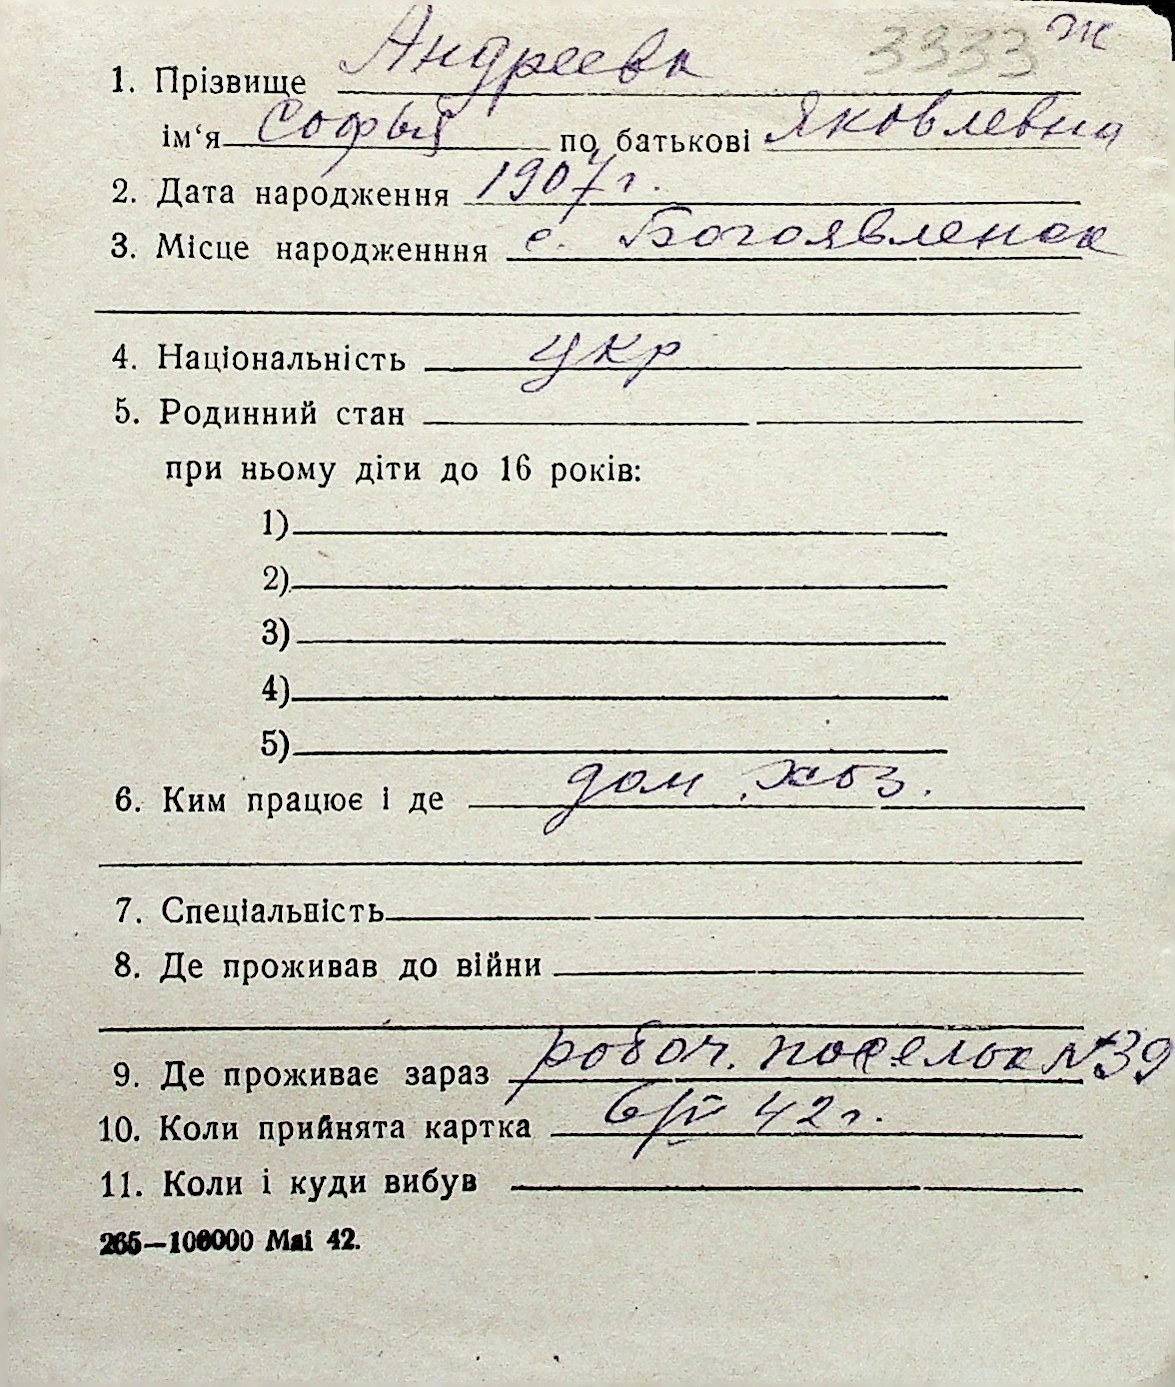 3933 ж
1. Прізвище Андреева
ім‘я Софья по батькові Яковлевна
2. Дата народження 1907 г.
3. Місце народженння с. Богоявленск
4. Національність укр
5. Родинний стан
при ньому діти до 16 років:
1)
2)
3)
4)
5)
6. Ким працює і де дом. хоз.
7. Спеціальність
8. Де проживав до війни
9. Де проживає зараз рабоч. поселок №39
10. Коли прийнята картка 6/V 42 г.
11. Коли і куди вибув
265—100000 Mai 42.